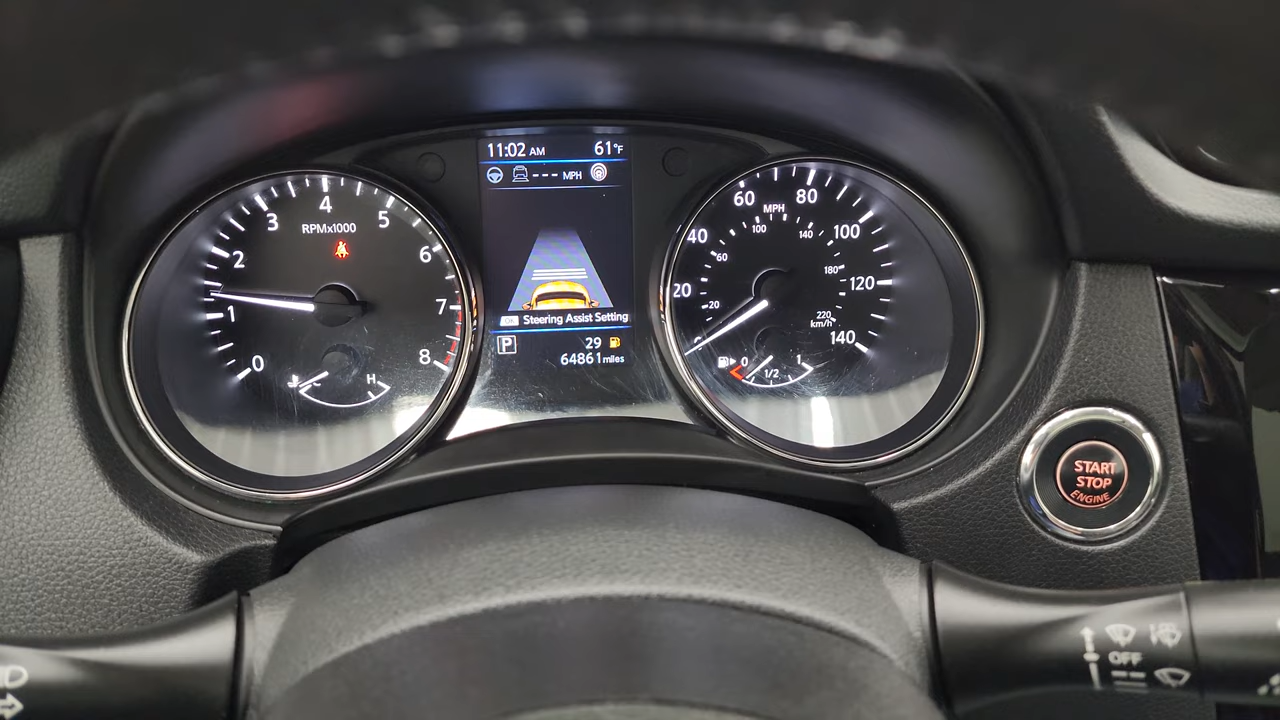 11:02 AM 61°F
--- MPH
OK Steering Assist Setting
P 29
64861 miles
0 1 2 3 4 5 6 7 8
RPMx1000
H
20 40 60 80 100 120 140
MPH
20 60 100 140 180 220
km/h
0 1/2 1
START
STOP
ENGINE
OFF